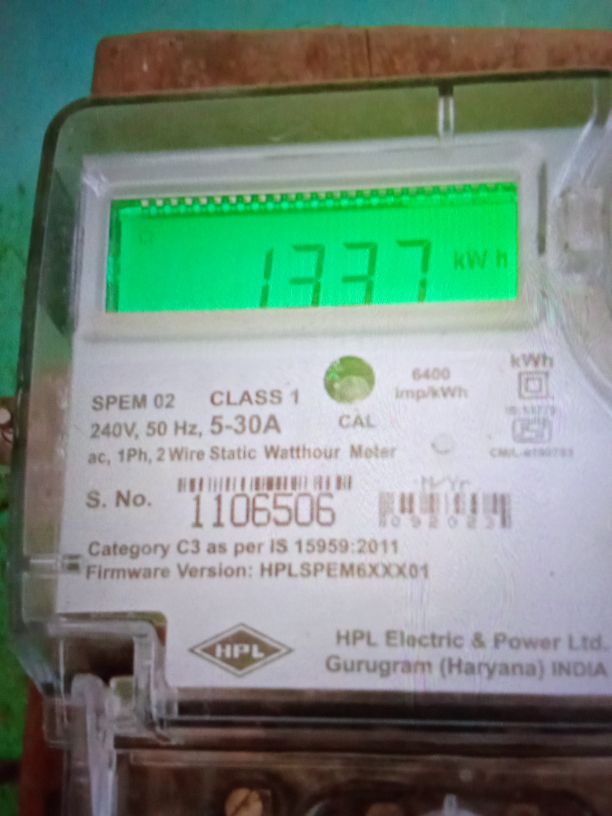 1337 kWh
kWh
6400
imp/kWh
SPEM 02 CLASS 1
CAL
240V, 50 Hz, 5-30A
ac, 1Ph, 2 Wire Static Watthour Meter
M/Yr
S. No. 1106506
092023
Category C3 as per IS 15959:2011
Firmware Version: HPLSPEM6XXX01
HPL
HPL Electric & Power Ltd.
Gurugram (Haryana) INDIA